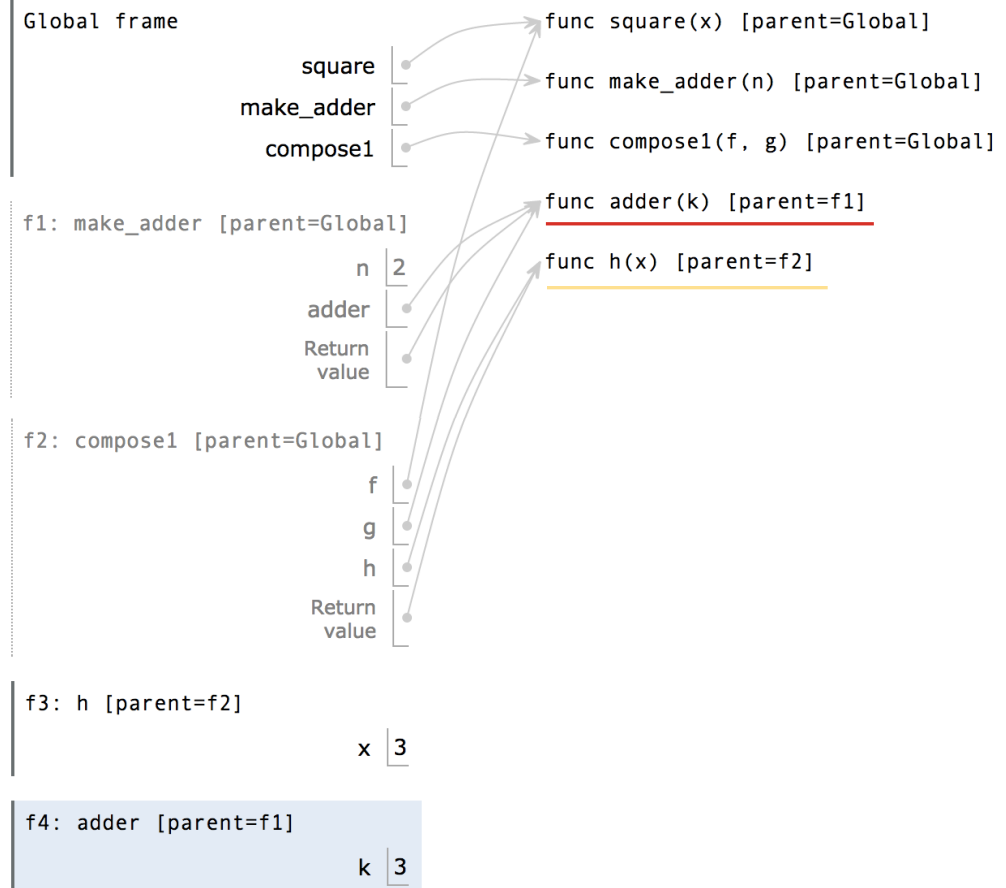 Global frame
square
make_adder
compose1
func square(x) [parent=Global]
func make_adder(n) [parent=Global]
func compose1(f, g) [parent=Global]
func adder(k) [parent=f1]
func h(x) [parent=f2]
f1: make_adder [parent=Global]
n 2
adder
Return
value
f2: compose1 [parent=Global]
f
g
h
Return
value
f3: h [parent=f2]
x 3
f4: adder [parent=f1]
k 3